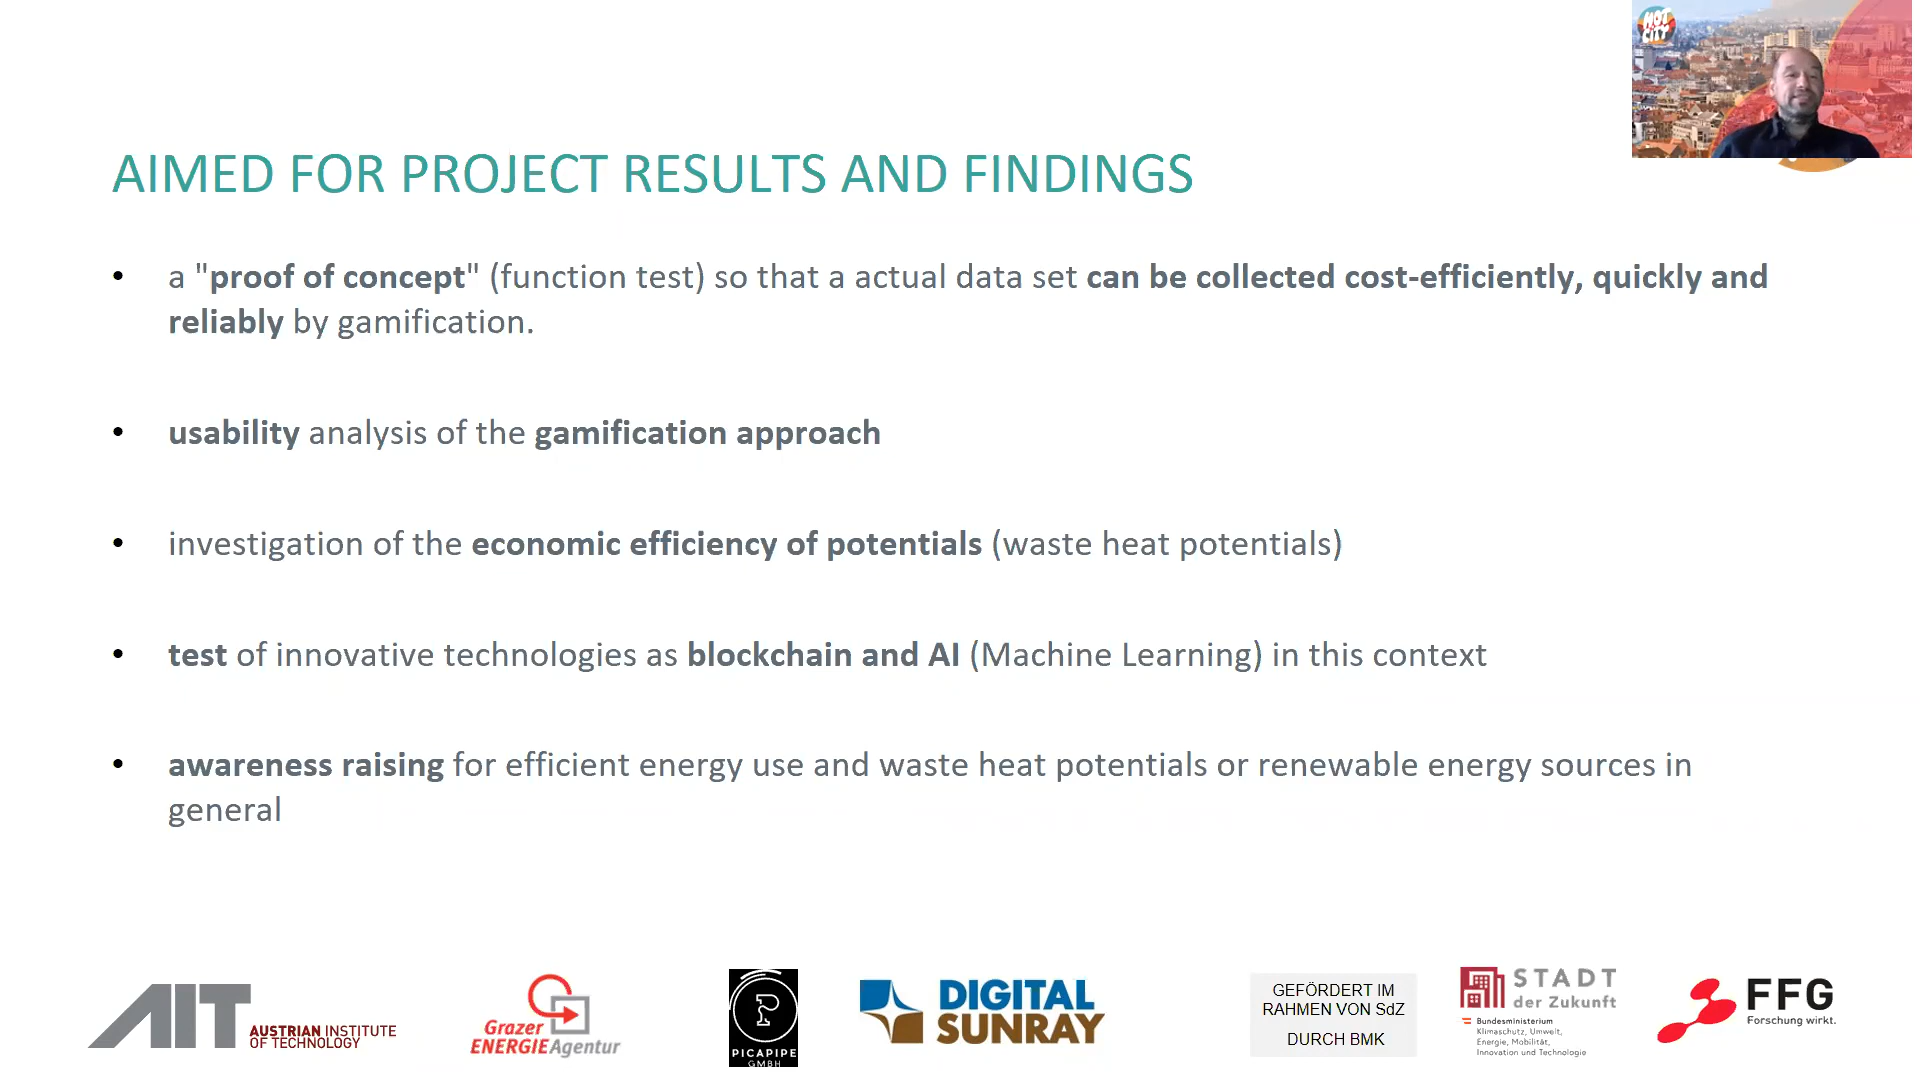 HOT
CITY
AIMED FOR PROJECT RESULTS AND FINDINGS
• a "proof of concept" (function test) so that a actual data set can be collected cost-efficiently, quickly and
reliably by gamification.
• usability analysis of the gamification approach
• investigation of the economic efficiency of potentials (waste heat potentials)
• test of innovative technologies as blockchain and AI (Machine Learning) in this context
• awareness raising for efficient energy use and waste heat potentials or renewable energy sources in
general
AIT
AUSTRIAN INSTITUTE
OF TECHNOLOGY
Grazer
ENERGIEAgentur
P
PICAPIPE
GMBH
DIGITAL
SUNRAY
GEFÖRDERT IM
RAHMEN VON SdZ
DURCH BMK
STADT
der Zukunft
Bundesministerium
Klimaschutz, Umwelt,
Energie, Mobilität,
Innovation und Technologie
FFG
Forschung wirkt.